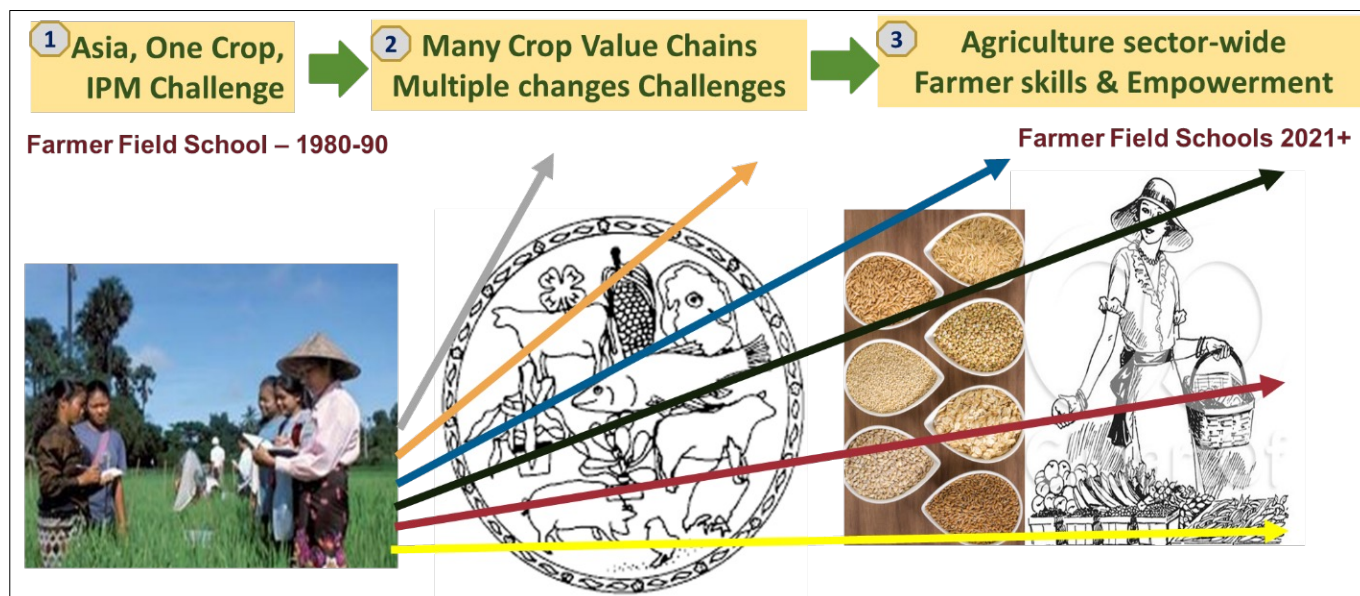 1
Asia, One Crop,
IPM Challenge
2
Many Crop Value Chains
Multiple changes Challenges
3
Agriculture sector-wide
Farmer skills & Empowerment
Farmer Field School – 1980-90
Farmer Field Schools 2021+